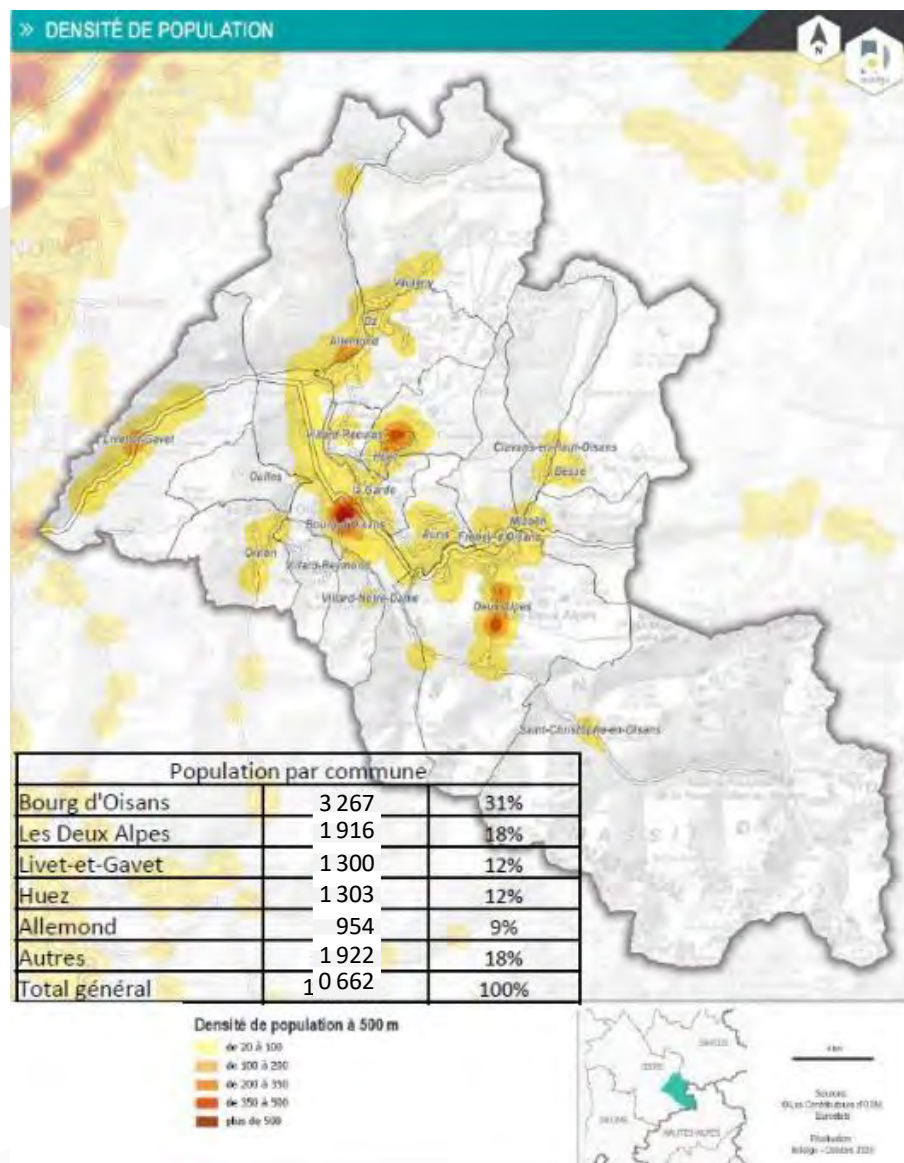 » DENSITÉ DE POPULATION
N
Vaujany
Oz
Allemond
Livet-et-Gavet
Villard-Reculas
Huez
Clavans-en-Haut-Oisans
Besse
Oulles
la Garde
Bourg-d'Oisans
Auris
Freney-d'Oisans
Mizoën
Ornon
Villard-Reymond
Villard-Notre-Dame
Deux Alpes
Saint-Christophe-en-Oisans
Population par commune
Bourg d'Oisans 3 267 31%
Les Deux Alpes 1 916 18%
Livet-et-Gavet 1 300 12%
Huez 1 303 12%
Allemond 954 9%
Autres 1 922 18%
Total général 10 662 100%
Densité de population à 500 m
de 20 à 100
de 100 à 200
de 200 à 350
de 350 à 500
plus de 500
SAVOIE
ISERE
DROME
HAUTES-ALPES
Sources:
Réalisation